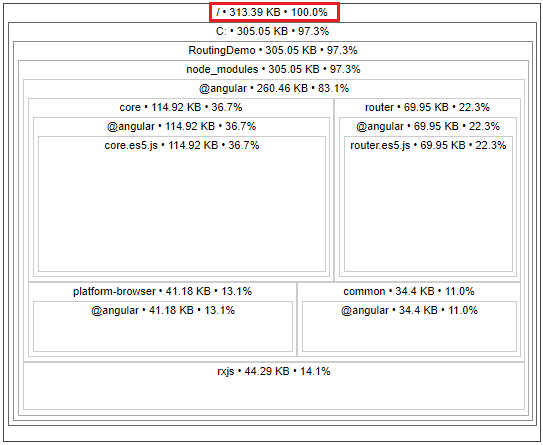 / • 313.39 KB • 100.0%
C: • 305.05 KB • 97.3%
RoutingDemo • 305.05 KB • 97.3%
node_modules • 305.05 KB • 97.3%
@angular • 260.46 KB • 83.1%
core • 114.92 KB • 36.7%
@angular • 114.92 KB • 36.7%
core.es5.js • 114.92 KB • 36.7%
router • 69.95 KB • 22.3%
@angular • 69.95 KB • 22.3%
router.es5.js • 69.95 KB • 22.3%
platform-browser • 41.18 KB • 13.1%
@angular • 41.18 KB • 13.1%
common • 34.4 KB • 11.0%
@angular • 34.4 KB • 11.0%
rxjs • 44.29 KB • 14.1%